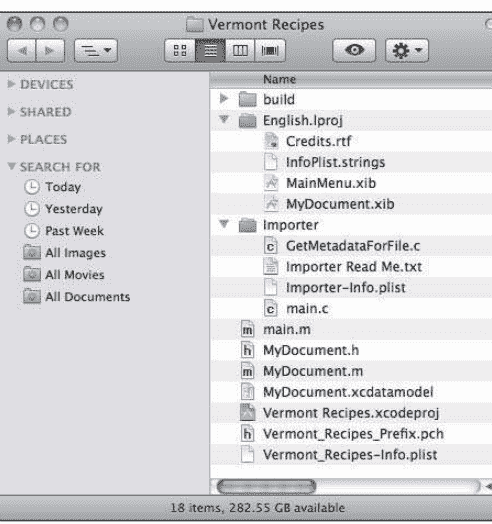 Vermont Recipes
DEVICES
SHARED
PLACES
SEARCH FOR
Today
Yesterday
Past Week
All Images
All Movies
All Documents
Name
build
English.lproj
Credits.rtf
InfoPlist.strings
MainMenu.xib
MyDocument.xib
Importer
GetMetadataForFile.c
Importer Read Me.txt
Importer-Info.plist
main.c
main.m
MyDocument.h
MyDocument.m
MyDocument.xcdatamodel
Vermont Recipes.xcodeproj
Vermont_Recipes_Prefix.pch
Vermont_Recipes-Info.plist
18 items, 282.55 GB available